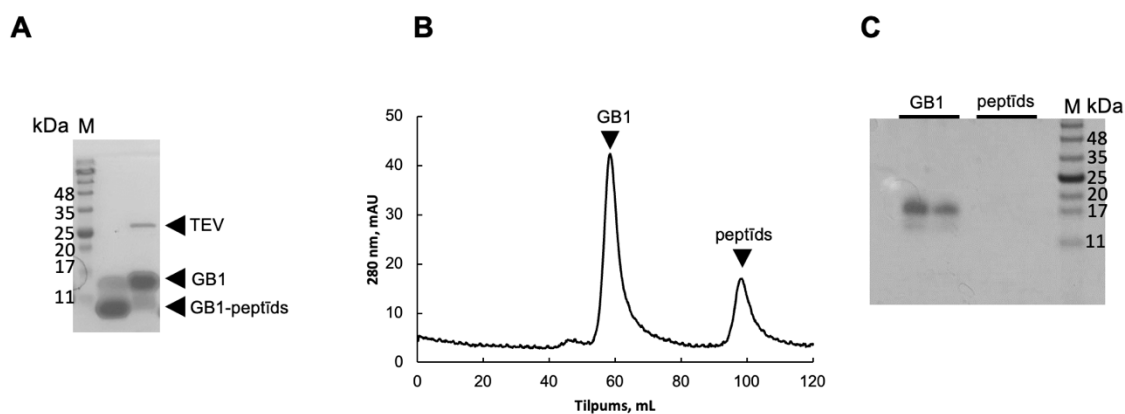 A
kDa M
48
35
25
20
17
11
TEV
GB1
GB1-peptīds
B
50
40
30
20
10
0
280 nm, mAU
GB1
peptīds
0 20 40 60 80 100 120
Tilpums, mL
C
GB1 peptīds M kDa
48
35
25
20
17
11